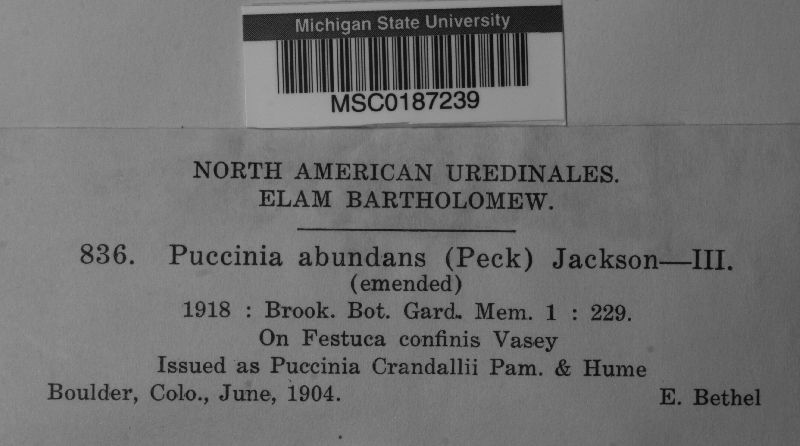 Michigan State University
MSC0187239
NORTH AMERICAN UREDINALES.
ELAM BARTHOLOMEW.
836. Puccinia abundans (Peck) Jackson—III.
(emended)
1918 : Brook. Bot. Gard. Mem. 1 : 229.
On Festuca confinis Vasey
Issued as Puccinia Crandallii Pam. & Hume
Boulder, Colo., June, 1904. E. Bethel